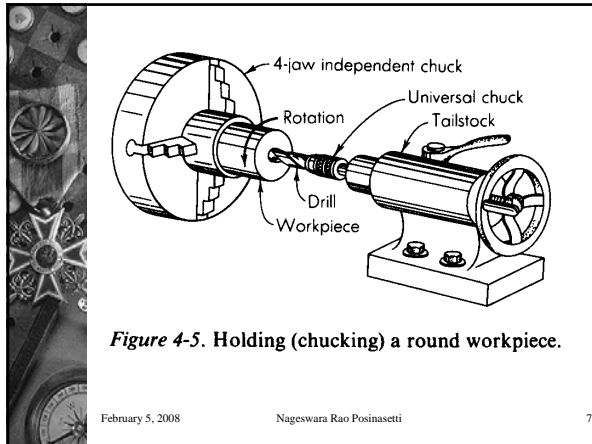 4-jaw independent chuck
Universal chuck
Rotation
Tailstock
Drill
Workpiece
Figure 4-5. Holding (chucking) a round workpiece.
February 5, 2008 Nageswara Rao Posinasetti 7